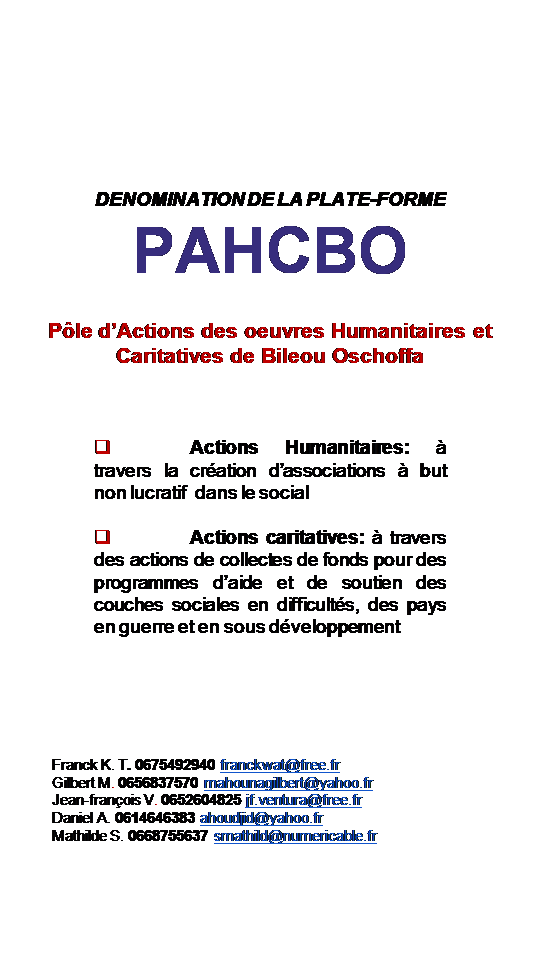 DENOMINATION DE LA PLATE-FORME
PAHCBO
Pôle d’Actions des oeuvres Humanitaires et
Caritatives de Bileou Oschoffa
❑ Actions Humanitaires: à
travers la création d’associations à but
non lucratif dans le social
❑ Actions caritatives: à travers
des actions de collectes de fonds pour des
programmes d’aide et de soutien des
couches sociales en difficultés, des pays
en guerre et en sous développement
Franck K. T. 0675492940 franckwat@free.fr
Gilbert M. 0656837570 mahounagilbert@yahoo.fr
Jean-françois V. 0652604825 jf.ventura@free.fr
Daniel A. 0614646383 ahoudjid@yahoo.fr
Mathilde S. 0668755637 smathild@numericable.fr